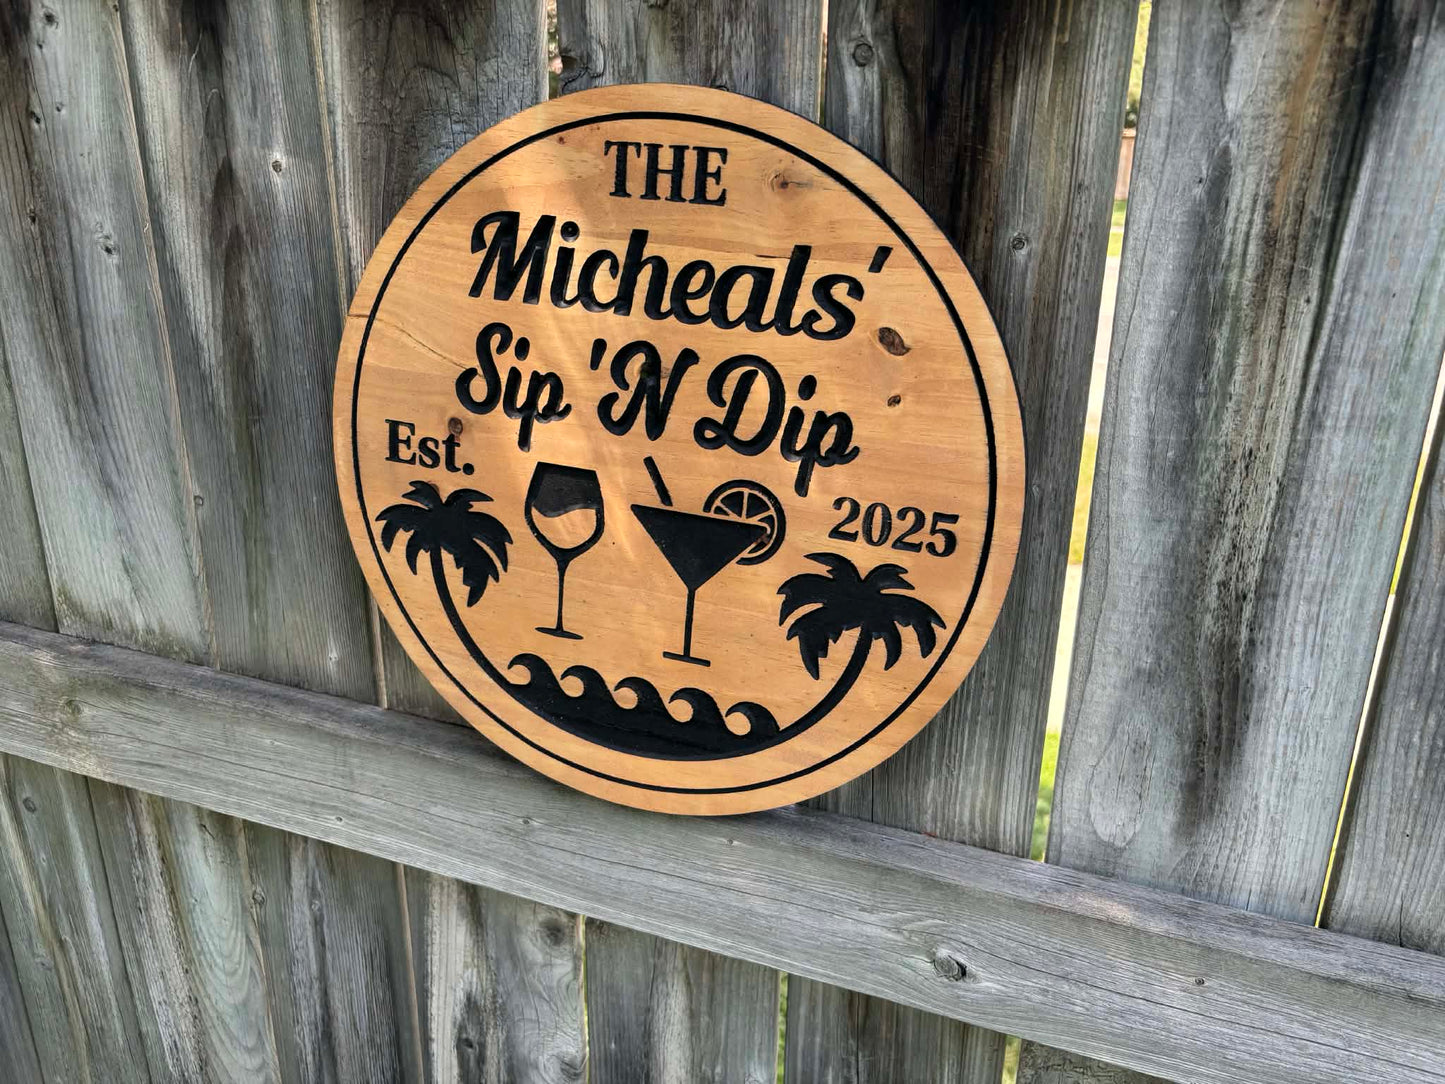 THE
Micheals'
Sip 'N Dip
Est.
2025